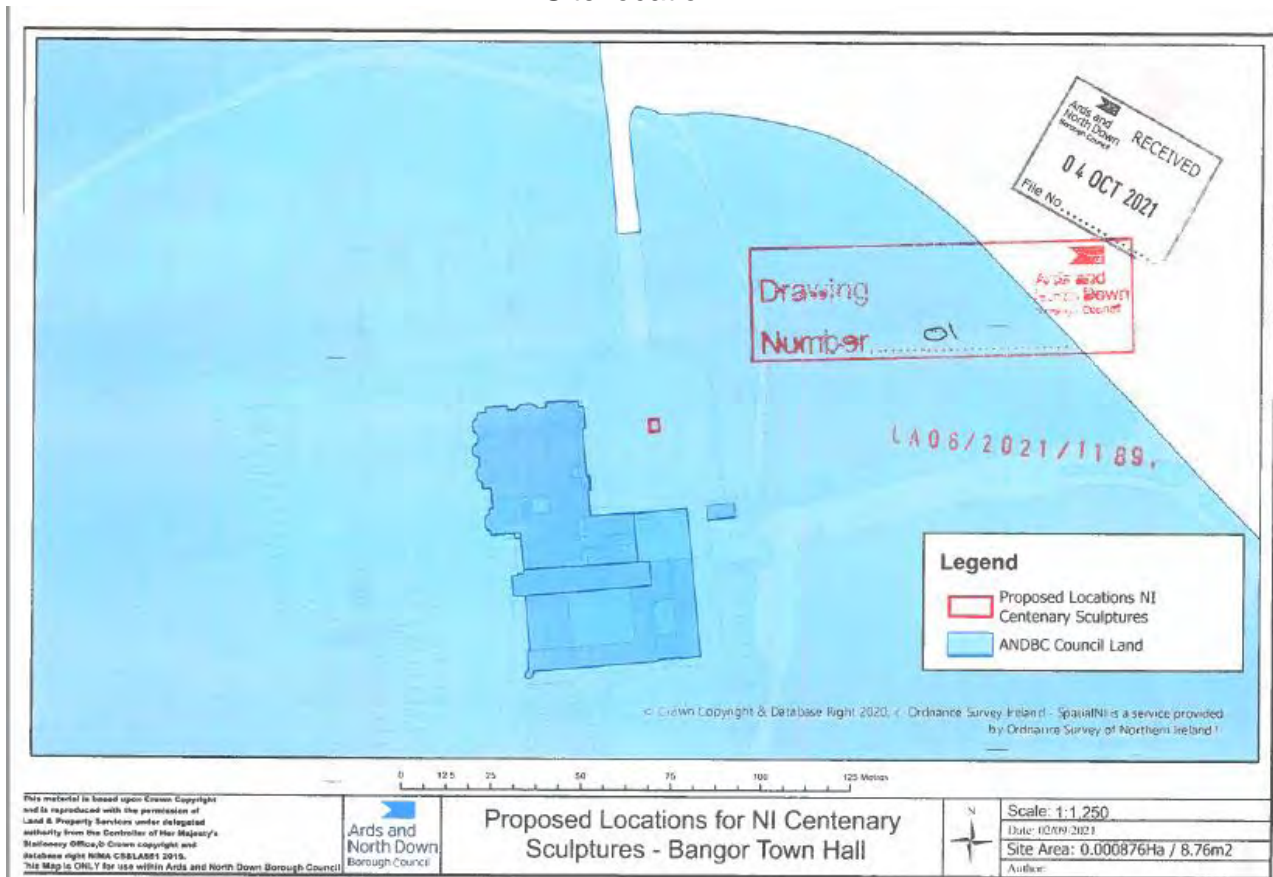 Ards and
North Down
Borough Council
RECEIVED
04 OCT 2021
File No
Drawing
Number 01
Ards and
Down
Council
LA06/2021/1189.
Legend
Proposed Locations NI
Centenary Sculptures
ANDBC Council Land
Crown Copyright & Database Right 2020, Ordnance Survey Ireland - SpatialNI is a service provided
by Ordnance Survey of Northern Ireland
0 12.5 25 50 75 100 125 Metres
This material is based upon Crown Copyright
and is reproduced with the permission of
Land & Property Services under delegated
authority from the Controller of Her Majesty's
Stationery Office,© Crown copyright and
database right NIMA 2019.
This Map is ONLY for use within Ards and North Down Borough Council
Ards and
North Down
Borough Council
Proposed Locations for NI Centenary
Sculptures - Bangor Town Hall
N
Scale: 1:1,250
Date: 02/09/2021
Site Area: 0.000876Ha / 8.76m2
Author: